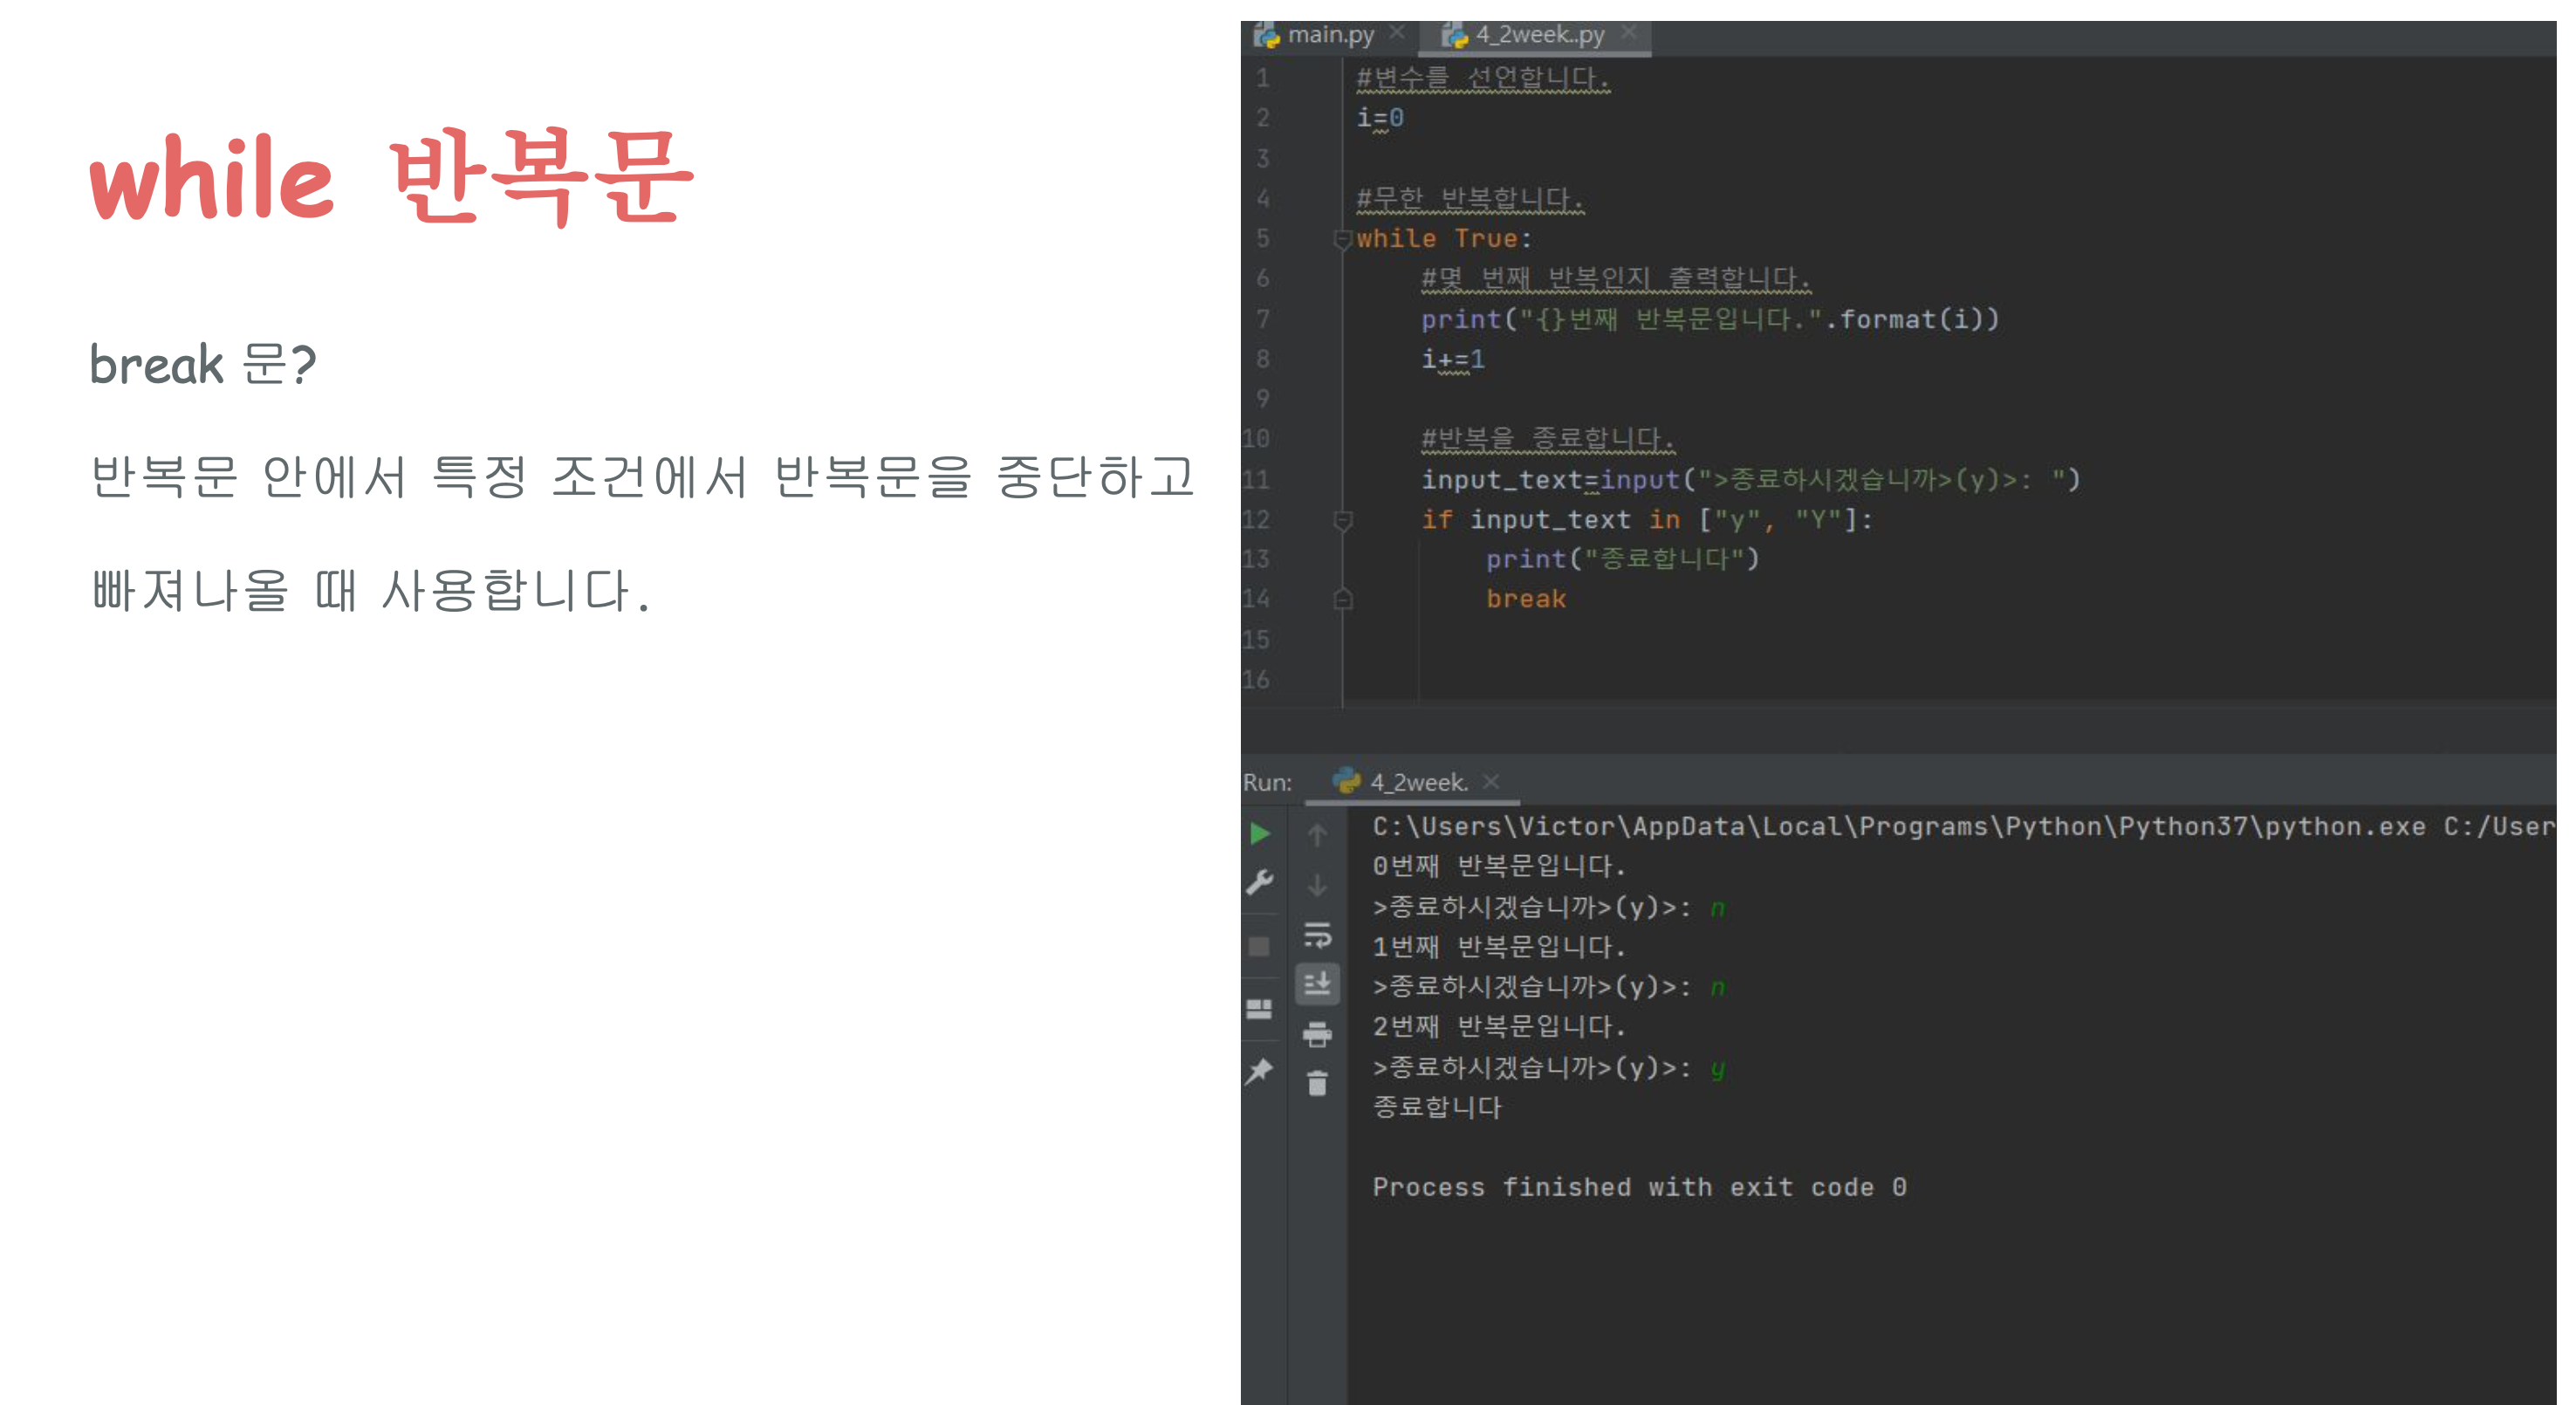 while 반복문
break 문?
반복문 안에서 특정 조건에서 반복문을 중단하고
빠져나올 때 사용합니다.
main.py
4_2week..py
1 #변수를 선언합니다.
2 i=0
3
4 #무한 반복합니다.
5 while True:
6 #몇 번째 반복인지 출력합니다.
7 print("{}번째 반복문입니다.".format(i))
8 i+=1
9
10 #반복을 종료합니다.
11 input_text=input(">종료하시겠습니까>(y)>: ")
12 if input_text in ["y", "Y"]:
13 print("종료합니다")
14 break
15
16
Run: 4_2week.
C:\Users\Victor\AppData\Local\Programs\Python\Python37\python.exe C:/User
0번째 반복문입니다.
>종료하시겠습니까>(y)>: n
1번째 반복문입니다.
>종료하시겠습니까>(y)>: n
2번째 반복문입니다.
>종료하시겠습니까>(y)>: y
종료합니다
Process finished with exit code 0